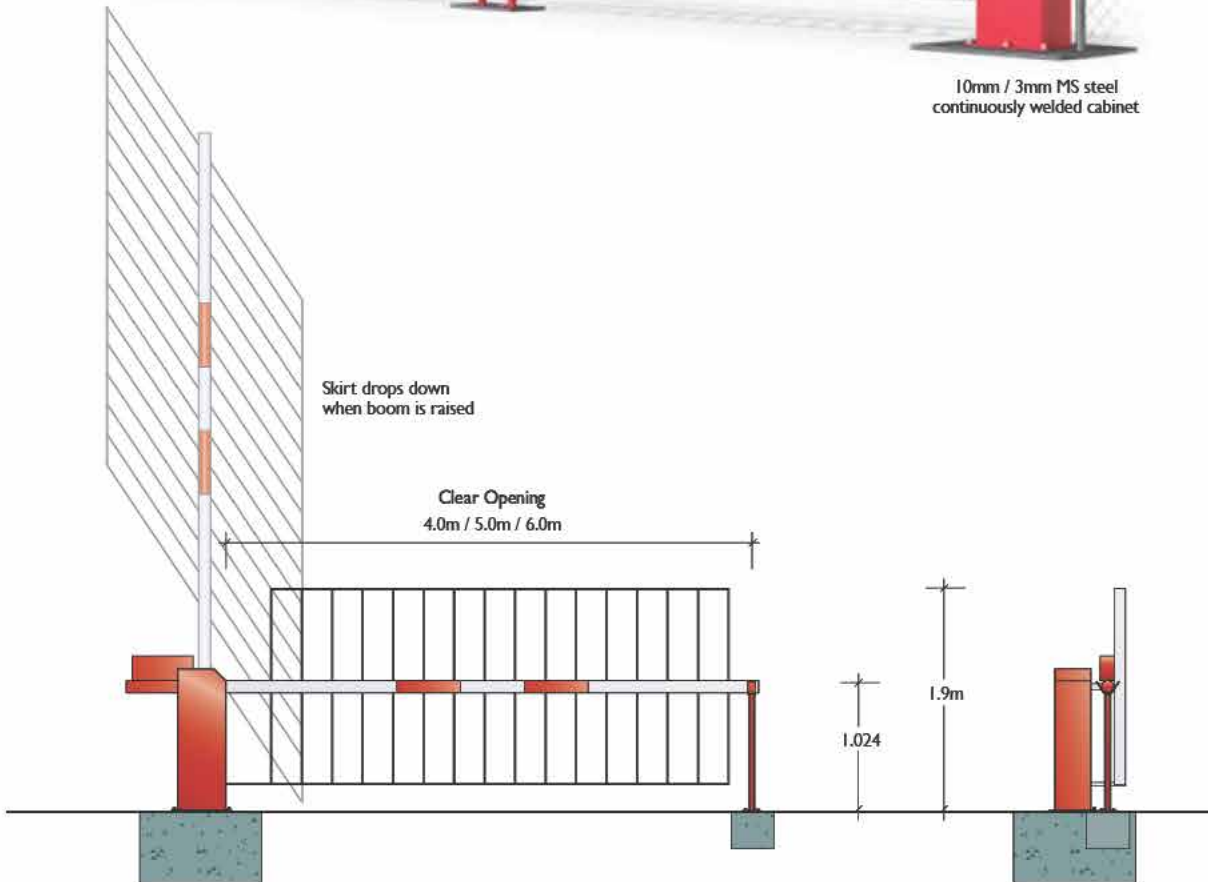 10mm / 3mm MS steel
continuously welded cabinet
Skirt drops down
when boom is raised
Clear Opening
4.0m / 5.0m / 6.0m
1.9m
1.024